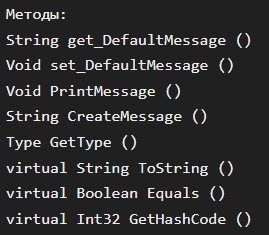 Методы:
String get_DefaultMessage ()
Void set_DefaultMessage ()
Void PrintMessage ()
String CreateMessage ()
Type GetType ()
virtual String ToString ()
virtual Boolean Equals ()
virtual Int32 GetHashCode ()